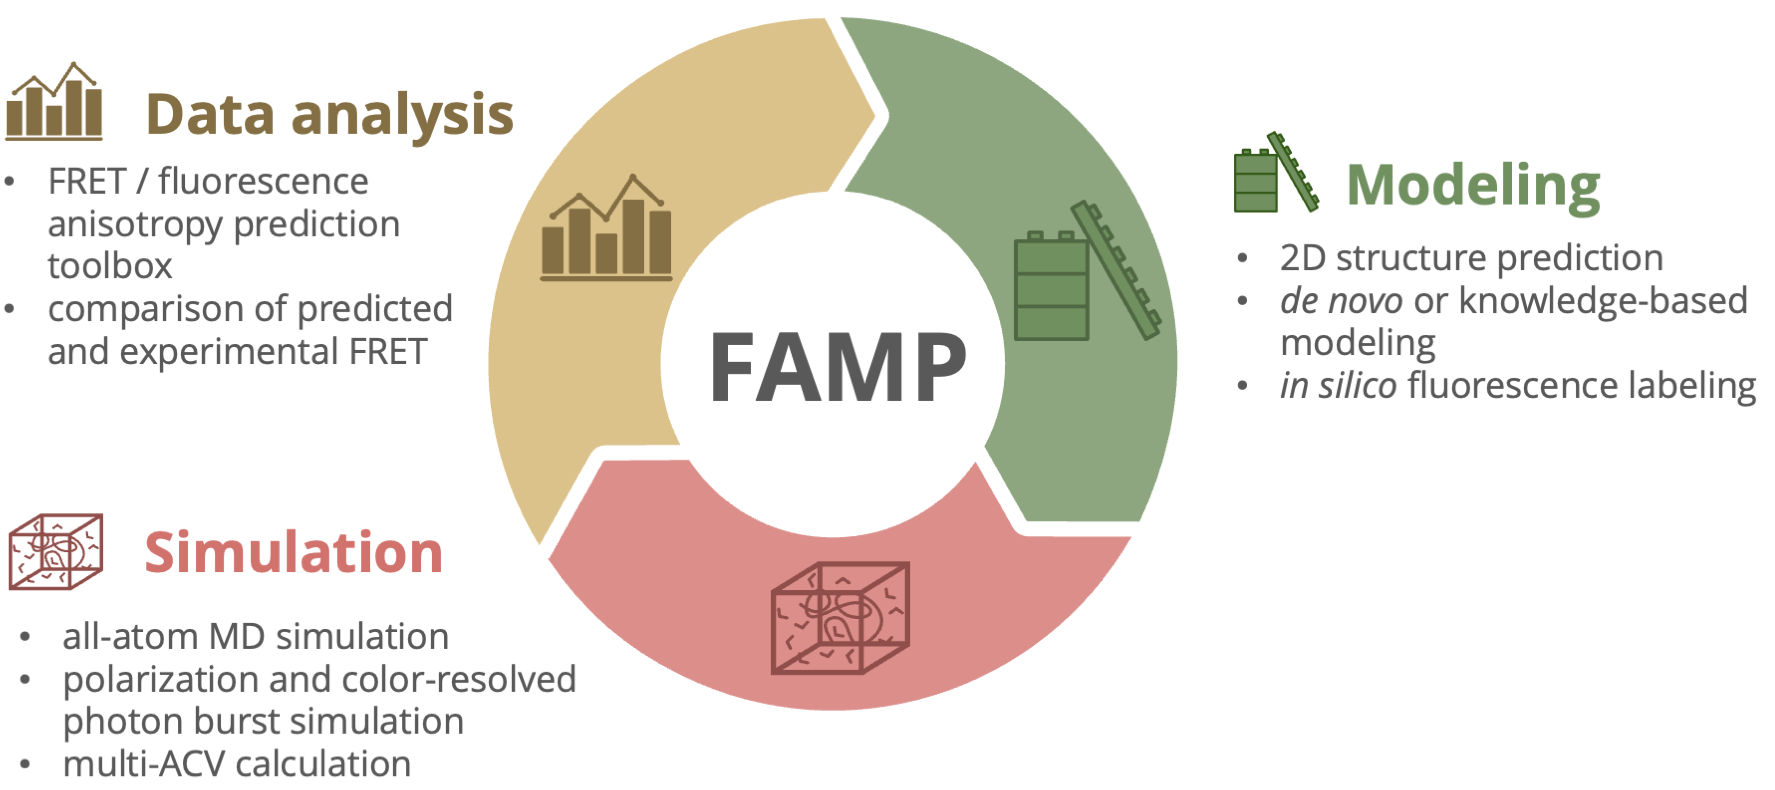 Data analysis
• FRET / fluorescence
anisotropy prediction
toolbox
• comparison of predicted
and experimental FRET
FAMP
Modeling
• 2D structure prediction
• de novo or knowledge-based
modeling
• in silico fluorescence labeling
Simulation
• all-atom MD simulation
• polarization and color-resolved
photon burst simulation
• multi-ACV calculation